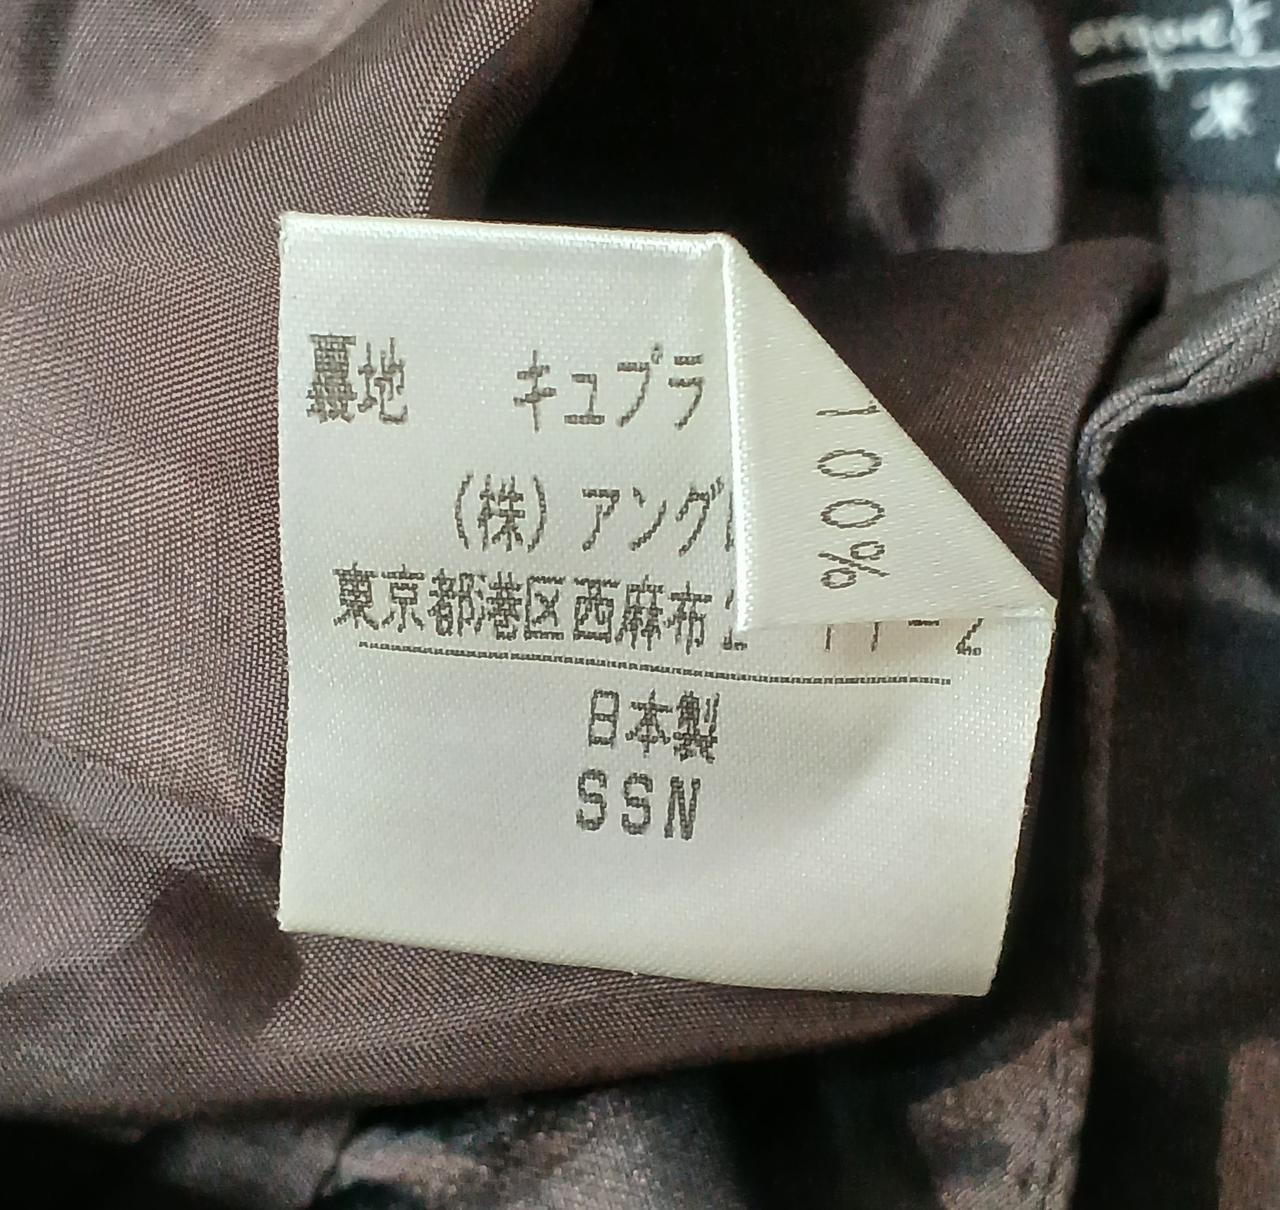 裏地 キュプラ 100%
(株) アング
東京都港区西麻布
日本製
SSN